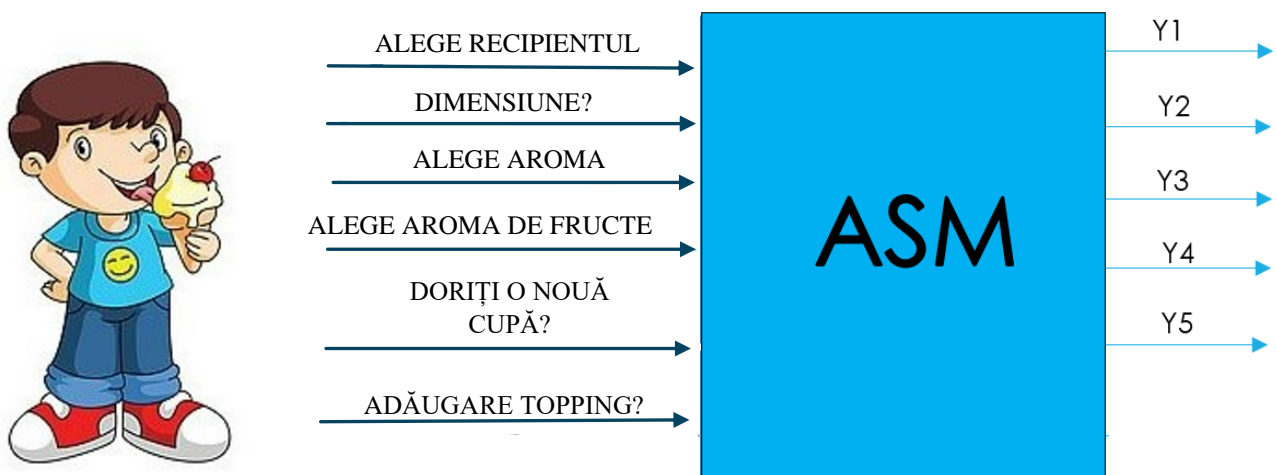 ALEGE RECIPIENTUL
DIMENSIUNE?
ALEGE AROMA
ALEGE AROMA DE FRUCTE
DORIȚI O NOUĂ
CUPĂ?
ADĂUGARE TOPPING?
ASM
Y1
Y2
Y3
Y4
Y5